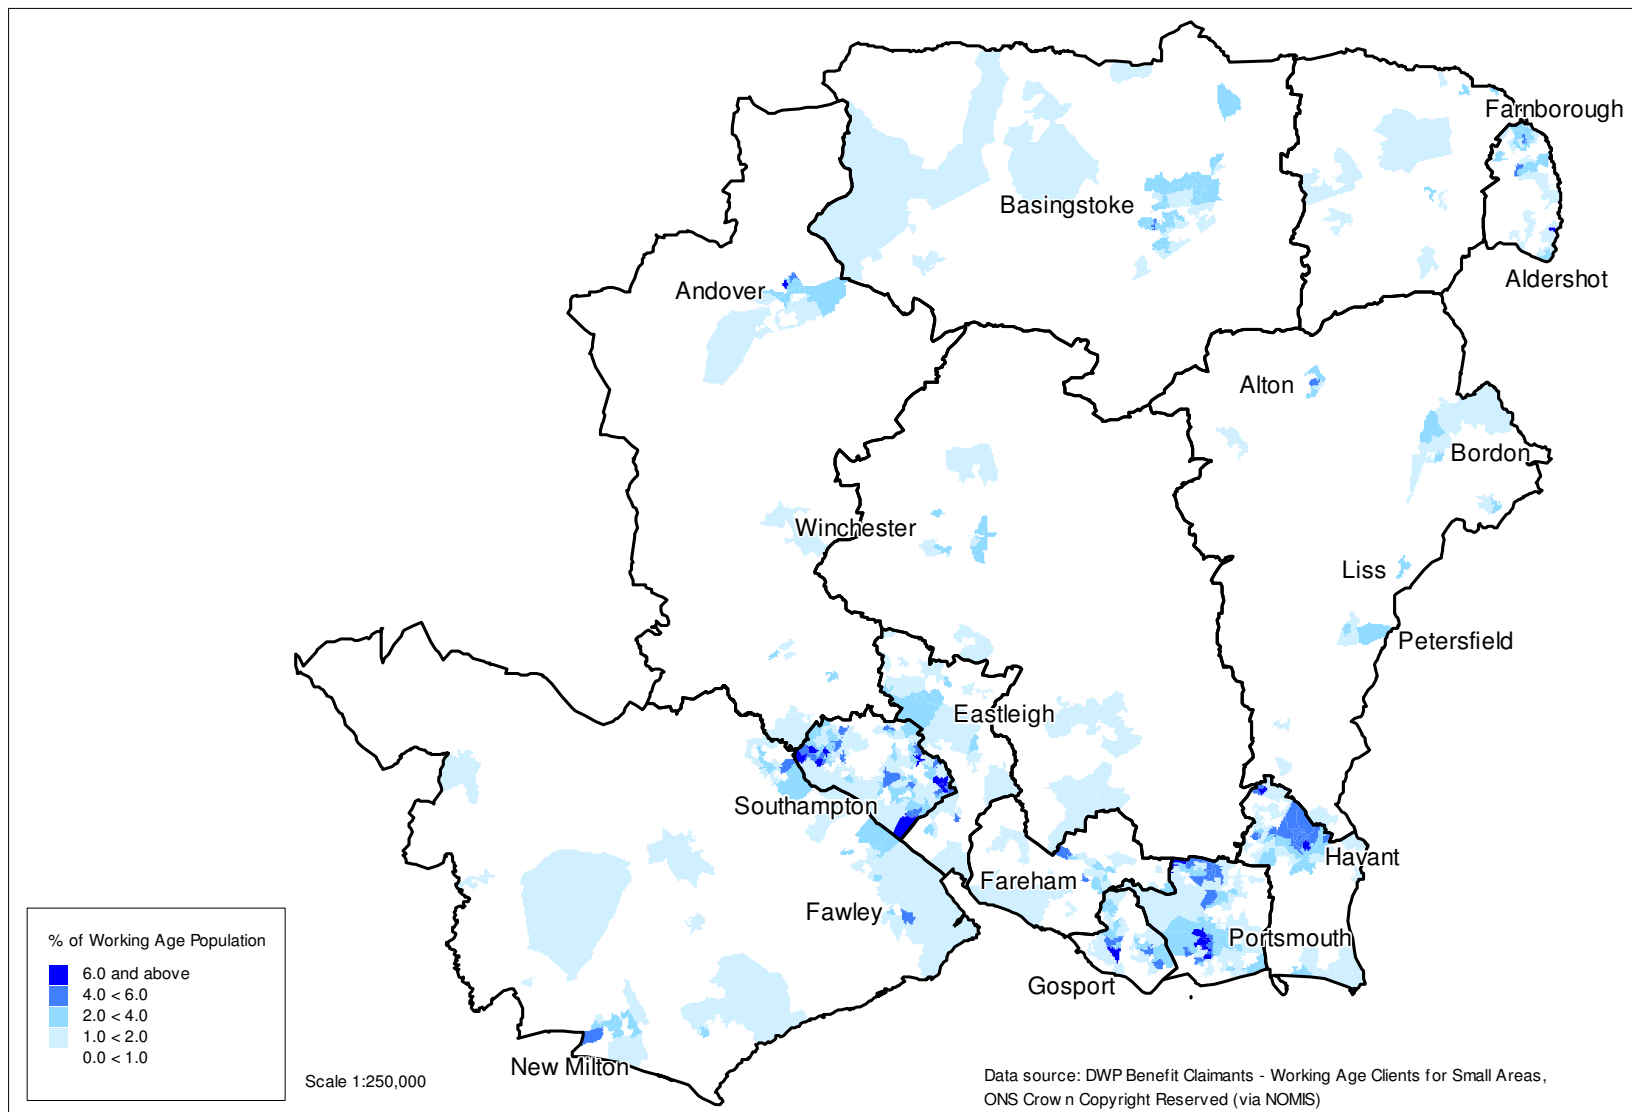 Farnborough
Basingstoke
Aldershot
Andover
Alton
Bordon
Winchester
Liss
Petersfield
Eastleigh
Southampton
Havant
Fareham
Fawley
Portsmouth
Gosport
New Milton
% of Working Age Population
6.0 and above
4.0 < 6.0
2.0 < 4.0
1.0 < 2.0
0.0 < 1.0
Scale 1:250,000
Data source: DWP Benefit Claimants - Working Age Clients for Small Areas,
ONS Crown Copyright Reserved (via NOMIS)